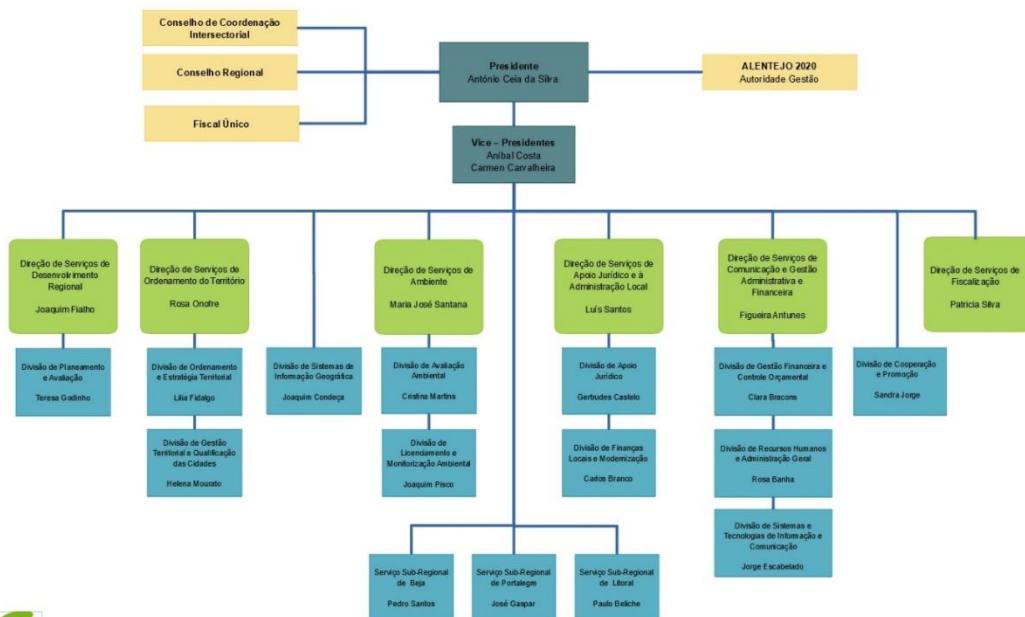 Conselho de Coordenação
Intersectorial
Conselho Regional
Fiscal Único
Presidente
António Ceia da Silva
ALENTEJO 2020
Autoridade Gestão
Vice – Presidentes
Aníbal Costa
Carmen Carvalheira
Direção de Serviços de
Desenvolvimento
Regional
Joaquim Fialho
Direção de Serviços de
Ordenamento do Território
Rosa Onofre
Direção de Serviços de
Ambiente
Maria José Santana
Direção de Serviços de
Apoio Jurídico e à
Administração Local
Luís Santos
Direção de Serviços de
Comunicação e Gestão
Administrativa e
Financeira
Figueira Antunes
Direção de Serviços de
Fiscalização
Patricia Silva
Divisão de Planeamento
e Avaliação
Teresa Godinho
Divisão de Ordenamento
e Estratégia Territorial
Lilia Fidalgo
Divisão de Sistemas de
Informação Geográfica
Joaquim Condeça
Divisão de Avaliação
Ambiental
Cristina Martins
Divisão de Apoio
Jurídico
Gertrudes Castelo
Divisão de Gestão Financeira e
Controle Orçamental
Clara Bracons
Divisão de Cooperação
e Promoção
Sandra Jorge
Divisão de Gestão
Territorial e Qualificação
das Cidades
Helena Mourato
Divisão de
Licenciamento e
Monitorização Ambiental
Joaquim Pisco
Divisão de Finanças
Locais e Modernização
Carlos Branco
Divisão de Recursos Humanos
e Administração Geral
Rosa Banha
Divisão de Sistemas e
Tecnologias de Informação e
Comunicação
Jorge Escabelado
Serviço Sub-Regional
de Beja
Pedro Santos
Serviço Sub-Regional
de Portalegre
José Gaspar
Serviço Sub-Regional
de Litoral
Paulo Beliche